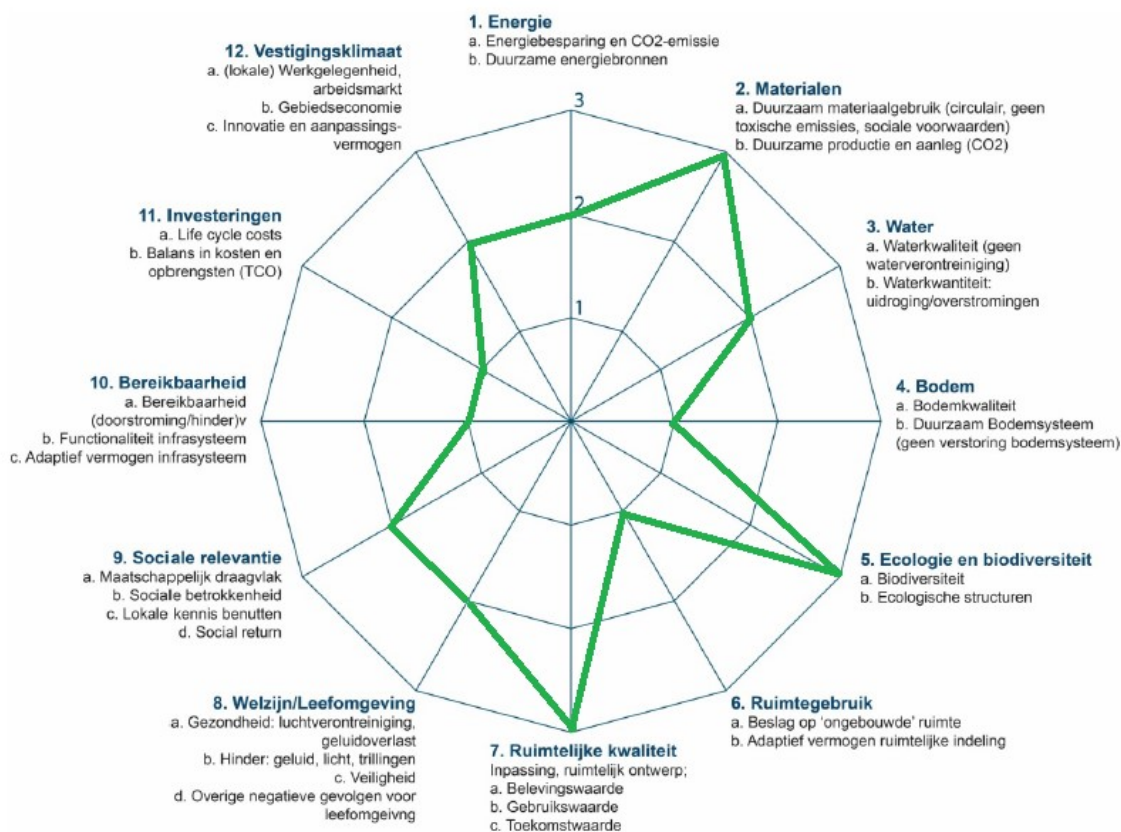 1. Energie
a. Energiebesparing en CO2-emissie
b. Duurzame energiebronnen
2. Materialen
a. Duurzaam materiaalgebruik (circulair, geen
toxische emissies, sociale voorwaarden)
b. Duurzame productie en aanleg (CO2)
3. Water
a. Waterkwaliteit (geen
waterverontreiniging)
b. Waterkwantiteit:
uidroging/overstromingen
4. Bodem
a. Bodemkwaliteit
b. Duurzaam Bodemsysteem
(geen verstoring bodemsysteem)
5. Ecologie en biodiversiteit
a. Biodiversiteit
b. Ecologische structuren
6. Ruimtegebruik
a. Beslag op ‘ongebouwde’ ruimte
b. Adaptief vermogen ruimtelijke indeling
7. Ruimtelijke kwaliteit
Inpassing, ruimtelijk ontwerp;
a. Belevingswaarde
b. Gebruikswaarde
c. Toekomstwaarde
8. Welzijn/Leefomgeving
a. Gezondheid: luchtverontreiniging,
geluidoverlast
b. Hinder: geluid, licht, trillingen
c. Veiligheid
d. Overige negatieve gevolgen voor
leefomgeivng
9. Sociale relevantie
a. Maatschappelijk draagvlak
b. Sociale betrokkenheid
c. Lokale kennis benutten
d. Social return
10. Bereikbaarheid
a. Bereikbaarheid
(doorstroming/hinder)v
b. Functionaliteit infrasysteem
c. Adaptief vermogen infrasysteem
11. Investeringen
a. Life cycle costs
b. Balans in kosten en
opbrengsten (TCO)
12. Vestigingsklimaat
a. (lokale) Werkgelegenheid,
arbeidsmarkt
b. Gebiedseconomie
c. Innovatie en aanpassings-
vermogen
3
2
1